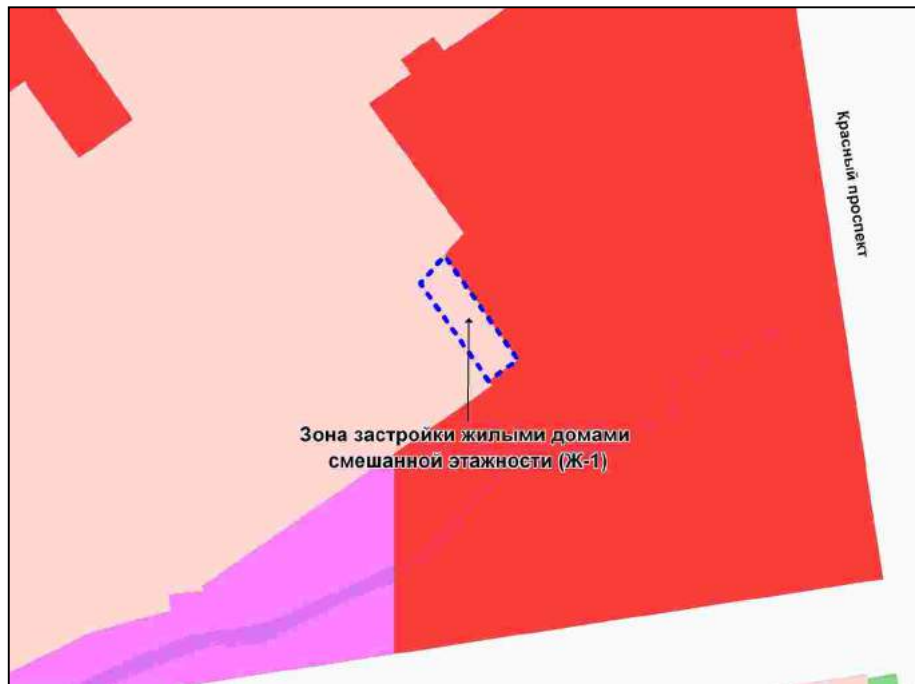 Красный проспект
Зона застройки жилыми домами
смешанной этажности (Ж-1)